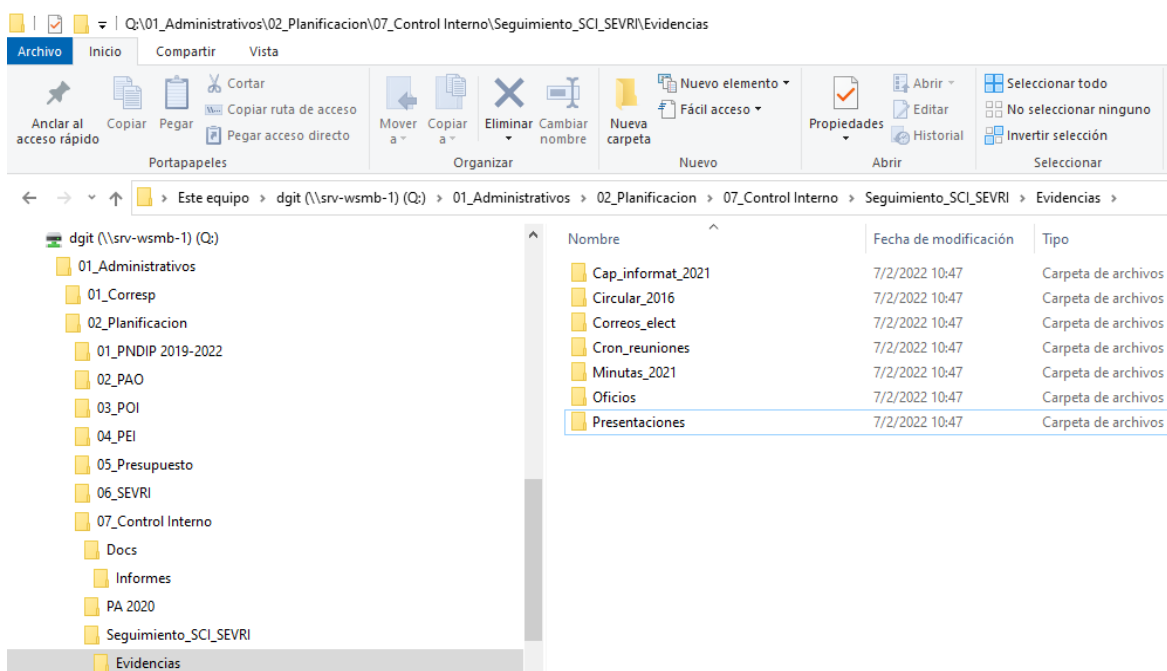 Q:\01_Administrativos\02_Planificacion\07_Control Interno\Seguimiento_SCI_SEVRI\Evidencias
Archivo Inicio Compartir Vista
Anclar al acceso rápido
Copiar
Pegar
Cortar
Copiar ruta de acceso
Pegar acceso directo
Portapapeles
Mover a
Copiar a
Eliminar
Cambiar nombre
Organizar
Nueva carpeta
Nuevo elemento
Fácil acceso
Nuevo
Propiedades
Abrir
Editar
Historial
Abrir
Seleccionar todo
No seleccionar ninguno
Invertir selección
Seleccionar
Este equipo > dgit (\\srv-wsmb-1) (Q:) > 01_Administrativos > 02_Planificacion > 07_Control Interno > Seguimiento_SCI_SEVRI > Evidencias >
dgit (\\srv-wsmb-1) (Q:)
01_Administrativos
01_Corresp
02_Planificacion
01_PNDIP 2019-2022
02_PAO
03_POI
04_PEI
05_Presupuesto
06_SEVRI
07_Control Interno
Docs
Informes
PA 2020
Seguimiento_SCI_SEVRI
Evidencias
Nombre Fecha de modificación Tipo
Cap_informat_2021 7/2/2022 10:47 Carpeta de archivos
Circular_2016 7/2/2022 10:47 Carpeta de archivos
Correos_elect 7/2/2022 10:47 Carpeta de archivos
Cron_reuniones 7/2/2022 10:47 Carpeta de archivos
Minutas_2021 7/2/2022 10:47 Carpeta de archivos
Oficios 7/2/2022 10:47 Carpeta de archivos
Presentaciones 7/2/2022 10:47 Carpeta de archivos